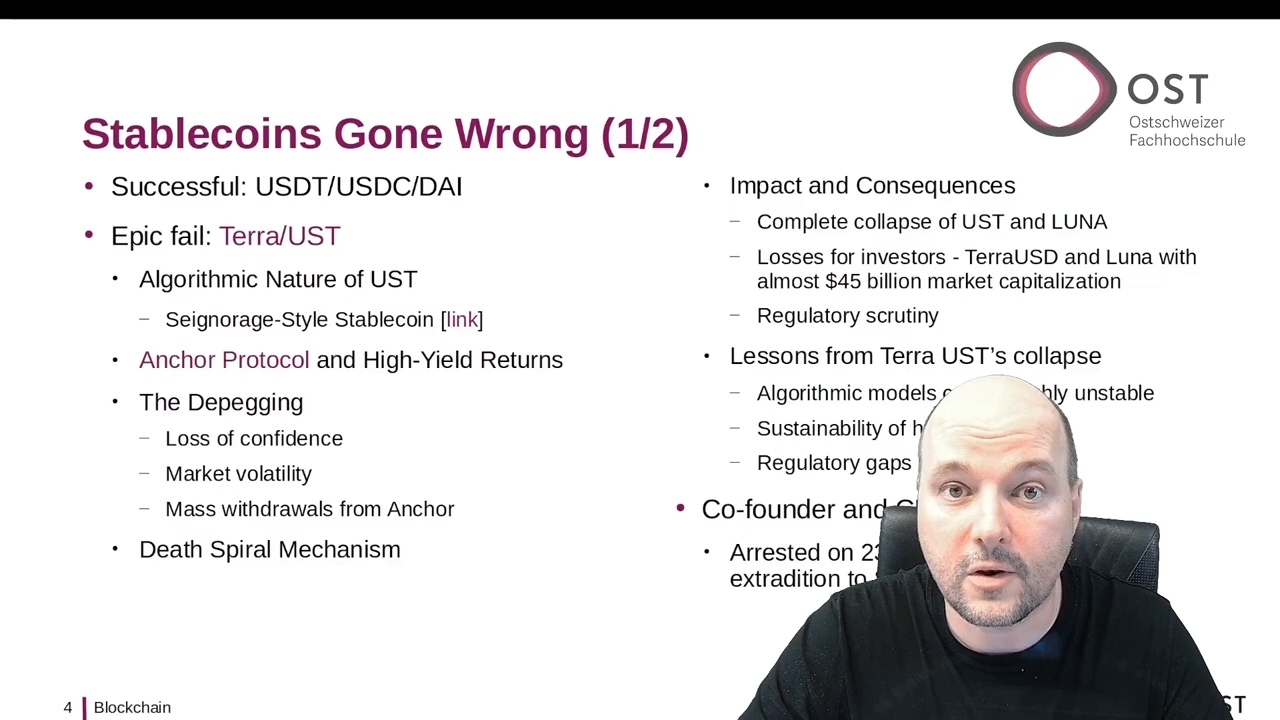 OST
Ostschweizer
Fachhochschule
Stablecoins Gone Wrong (1/2)
• Successful: USDT/USDC/DAI
• Epic fail: Terra/UST
• Algorithmic Nature of UST
– Seignorage-Style Stablecoin [link]
• Anchor Protocol and High-Yield Returns
• The Depegging
– Loss of confidence
– Market volatility
– Mass withdrawals from Anchor
• Death Spiral Mechanism
• Impact and Consequences
– Complete collapse of UST and LUNA
– Losses for investors - TerraUSD and Luna with
almost $45 billion market capitalization
– Regulatory scrutiny
• Lessons from Terra UST’s collapse
– Algorithmic models unstable
– Sustainability of
– Regulatory gaps
• Co-founder and
• Arrested on
extradition to
4 Blockchain